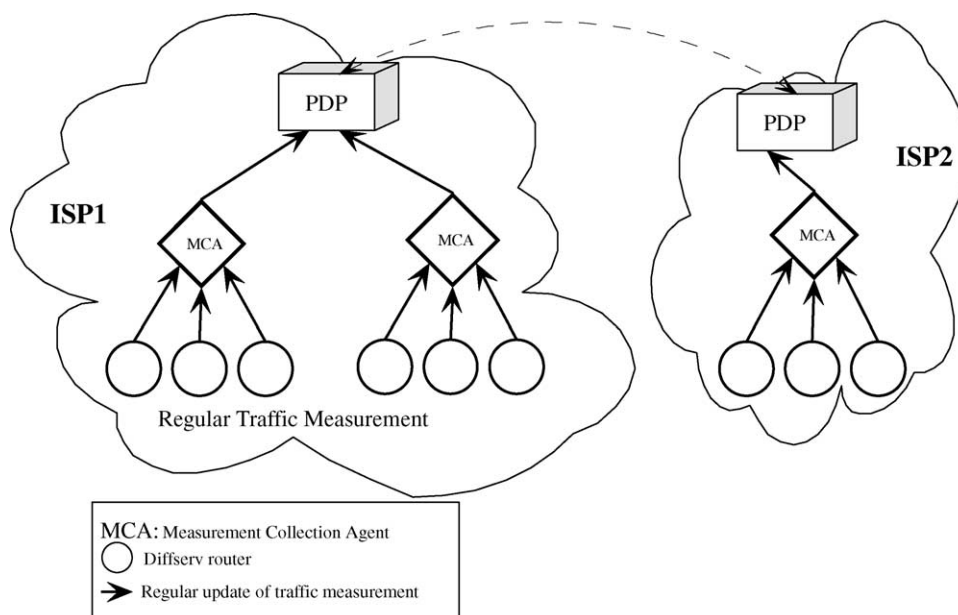 PDP
PDP
ISP1
ISP2
MCA
MCA
MCA
Regular Traffic Measurement
MCA: Measurement Collection Agent
Diffserv router
Regular update of traffic measurement